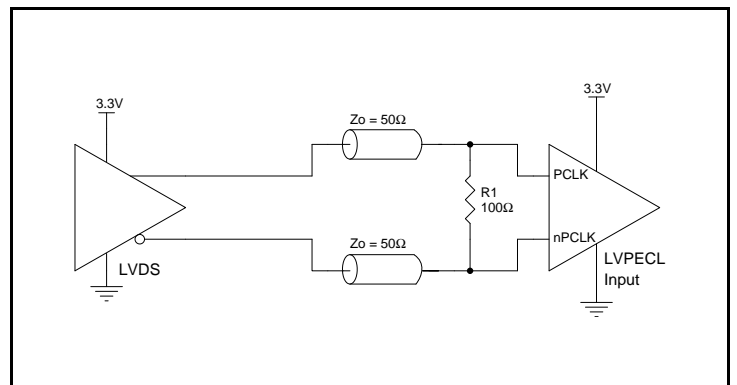 3.3V
3.3V
Zo = 50Ω
PCLK
R1
100Ω
nPCLK
Zo = 50Ω
LVDS
LVPECL
Input